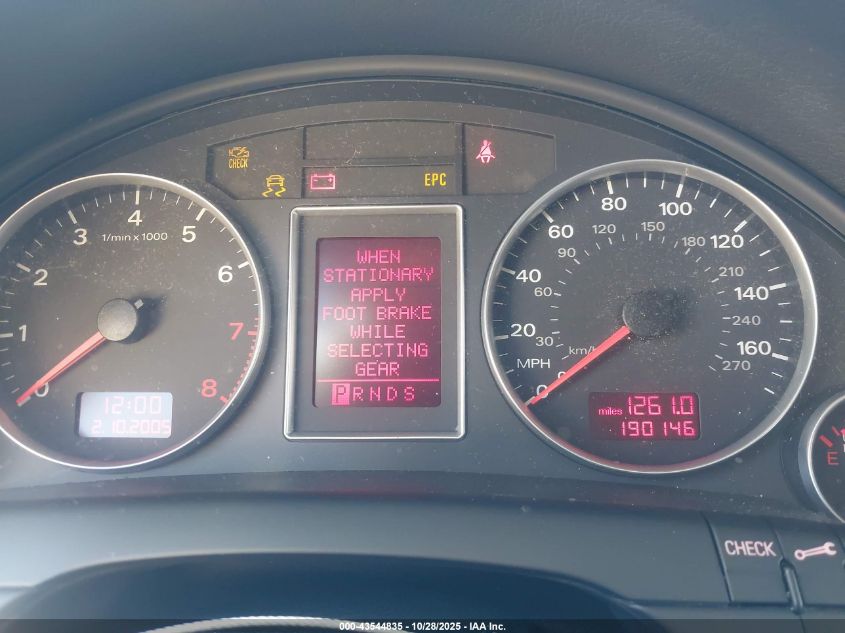 CHECK
EPC
4
3
5
1/min x 1000
2
6
1
7
0
8
12:00
2.10.2005
WHEN
STATIONARY
APPLY
FOOT BRAKE
WHILE
SELECTING
GEAR
P R N D S
80
100
60
120
150
120
90
180
40
210
140
60
20
30
240
160
MPH
km/h
270
0
0
miles 1261.0
190146
E
CHECK
000-43544835 - 10/28/2025 - IAA Inc.